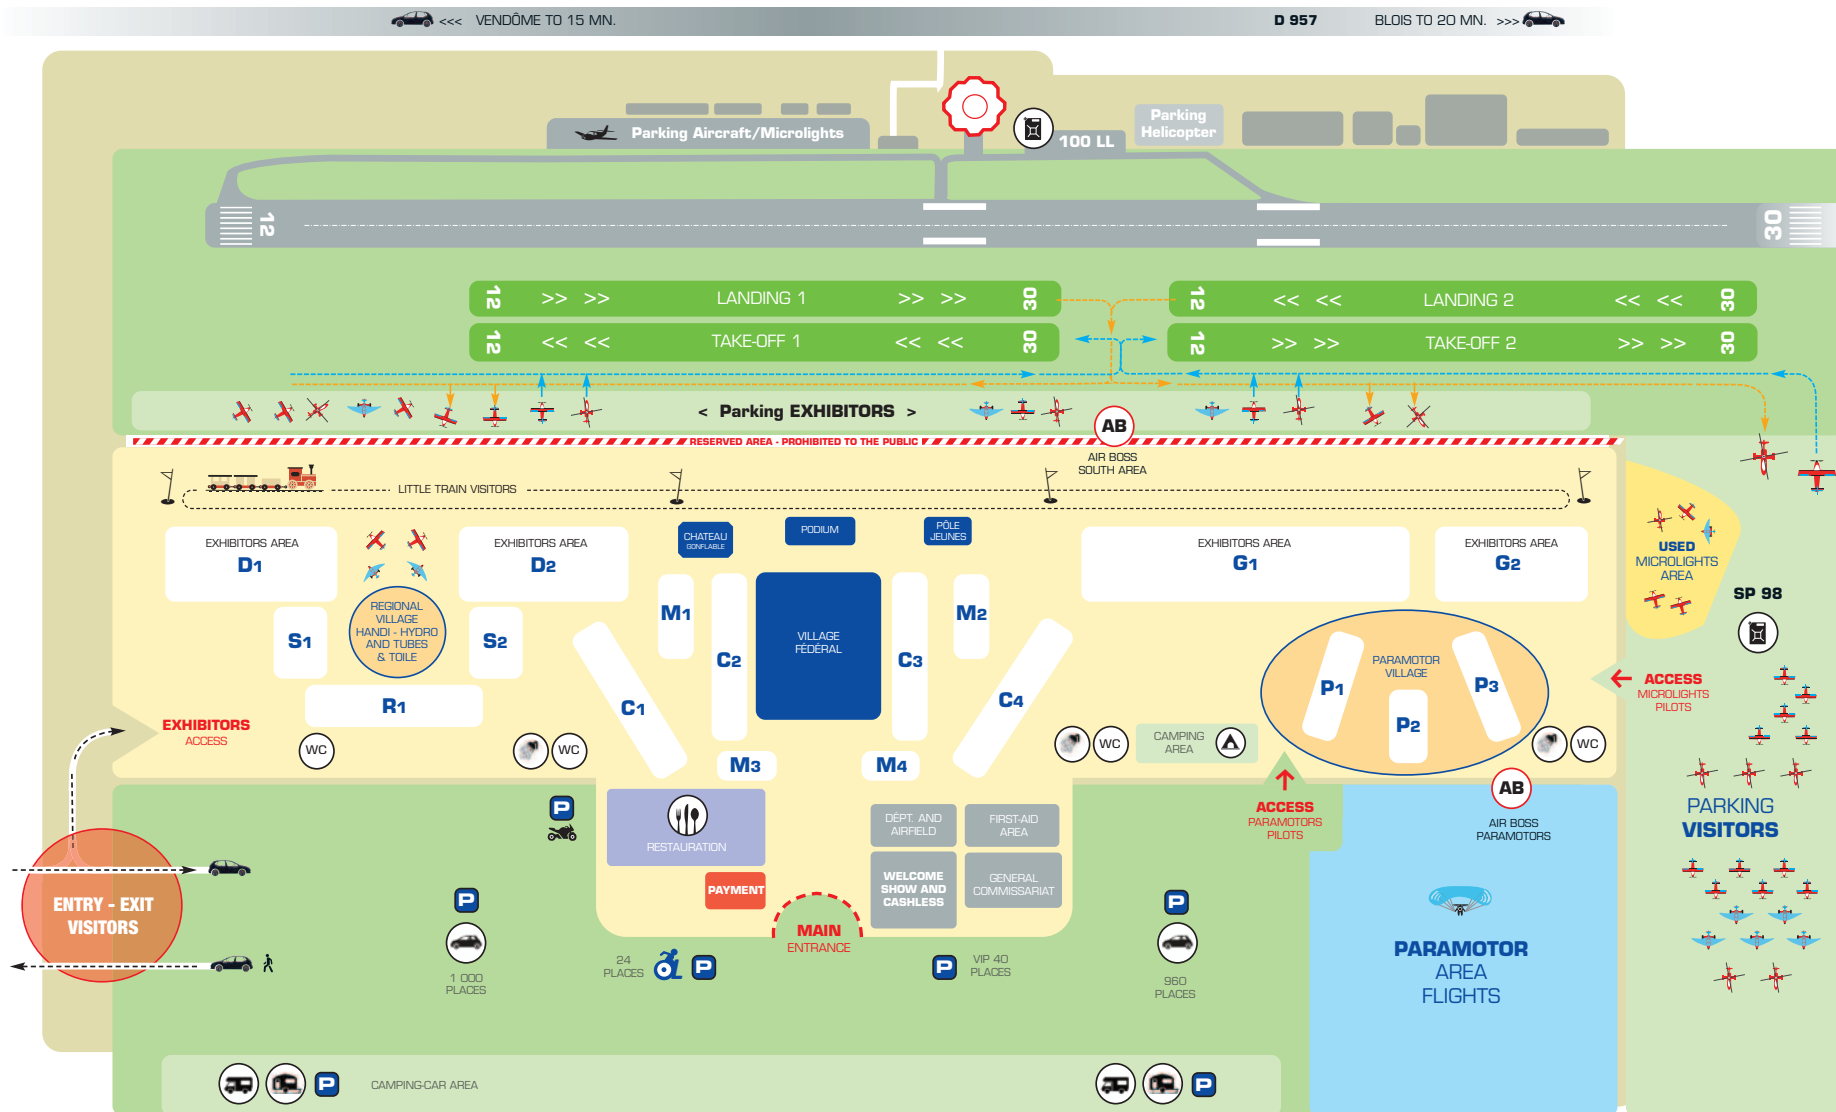 <<< VENDÔME TO 15 MN.
D 957
BLOIS TO 20 MN. >>>
Parking Aircraft/Microlights
100 LL
Parking
Helicopter
12
30
12 >> >> LANDING 1 >> >> 30
12 << << LANDING 2 << << 30
12 << << TAKE-OFF 1 << << 30
12 >> >> TAKE-OFF 2 >> >> 30
< Parking EXHIBITORS >
AB
RESERVED AREA - PROHIBITED TO THE PUBLIC
AIR BOSS
SOUTH AREA
LITTLE TRAIN VISITORS
EXHIBITORS AREA
D1
EXHIBITORS AREA
D2
CHATEAU
GONFLABLE
PODIUM
PÔLE
JEUNES
EXHIBITORS AREA
G1
EXHIBITORS AREA
G2
USED
MICROLIGHTS
AREA
SP 98
REGIONAL
VILLAGE
HANDI - HYDRO
AND TUBES
& TOILE
S1
S2
R1
M1
C2
VILLAGE
FÉDÉRAL
C3
M2
C1
C4
M3
M4
PARAMOTOR
VILLAGE
P1
P2
P3
ACCESS
MICROLIGHTS
PILOTS
EXHIBITORS
ACCESS
WC
WC
WC
CAMPING
AREA
WC
P
RESTAURATION
DÉPT. AND
AIRFIELD
FIRST-AID
AREA
ACCESS
PARAMOTORS
PILOTS
AB
AIR BOSS
PARAMOTORS
PARKING
VISITORS
PAYMENT
WELCOME
SHOW AND
CASHLESS
GENERAL
COMMISSARIAT
ENTRY - EXIT
VISITORS
P
1 000
PLACES
24
PLACES
P
MAIN
ENTRANCE
P
VIP 40
PLACES
P
960
PLACES
PARAMOTOR
AREA
FLIGHTS
P
CAMPING-CAR AREA
P